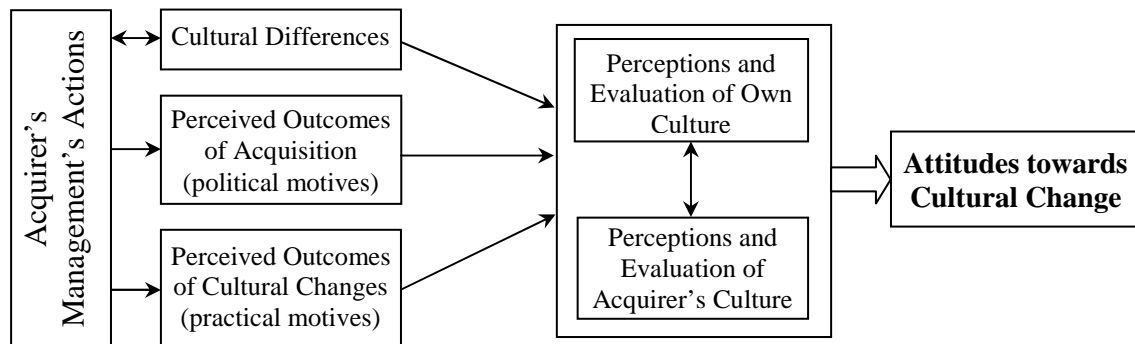 Acquirer's
Management's Actions
Cultural Differences
Perceived Outcomes
of Acquisition
(political motives)
Perceived Outcomes
of Cultural Changes
(practical motives)
Perceptions and
Evaluation of Own
Culture
Perceptions and
Evaluation of
Acquirer's Culture
Attitudes towards
Cultural Change